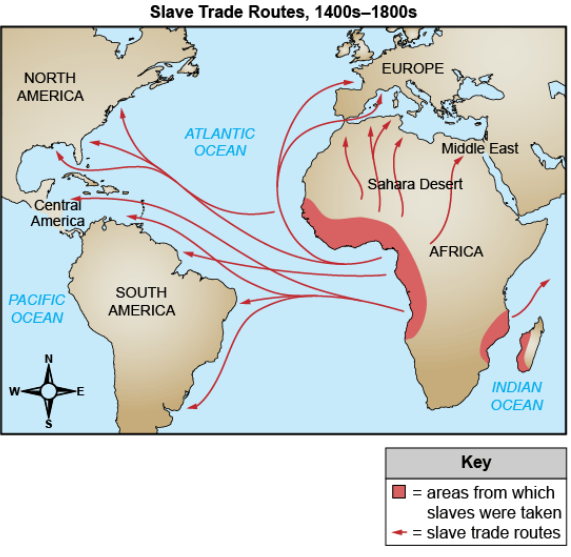 Slave Trade Routes, 1400s–1800s
NORTH
AMERICA
EUROPE
ATLANTIC
OCEAN
Middle East
Sahara Desert
Central
America
AFRICA
PACIFIC
OCEAN
SOUTH
AMERICA
INDIAN
OCEAN
N
W
E
S
Key
= areas from which
slaves were taken
= slave trade routes